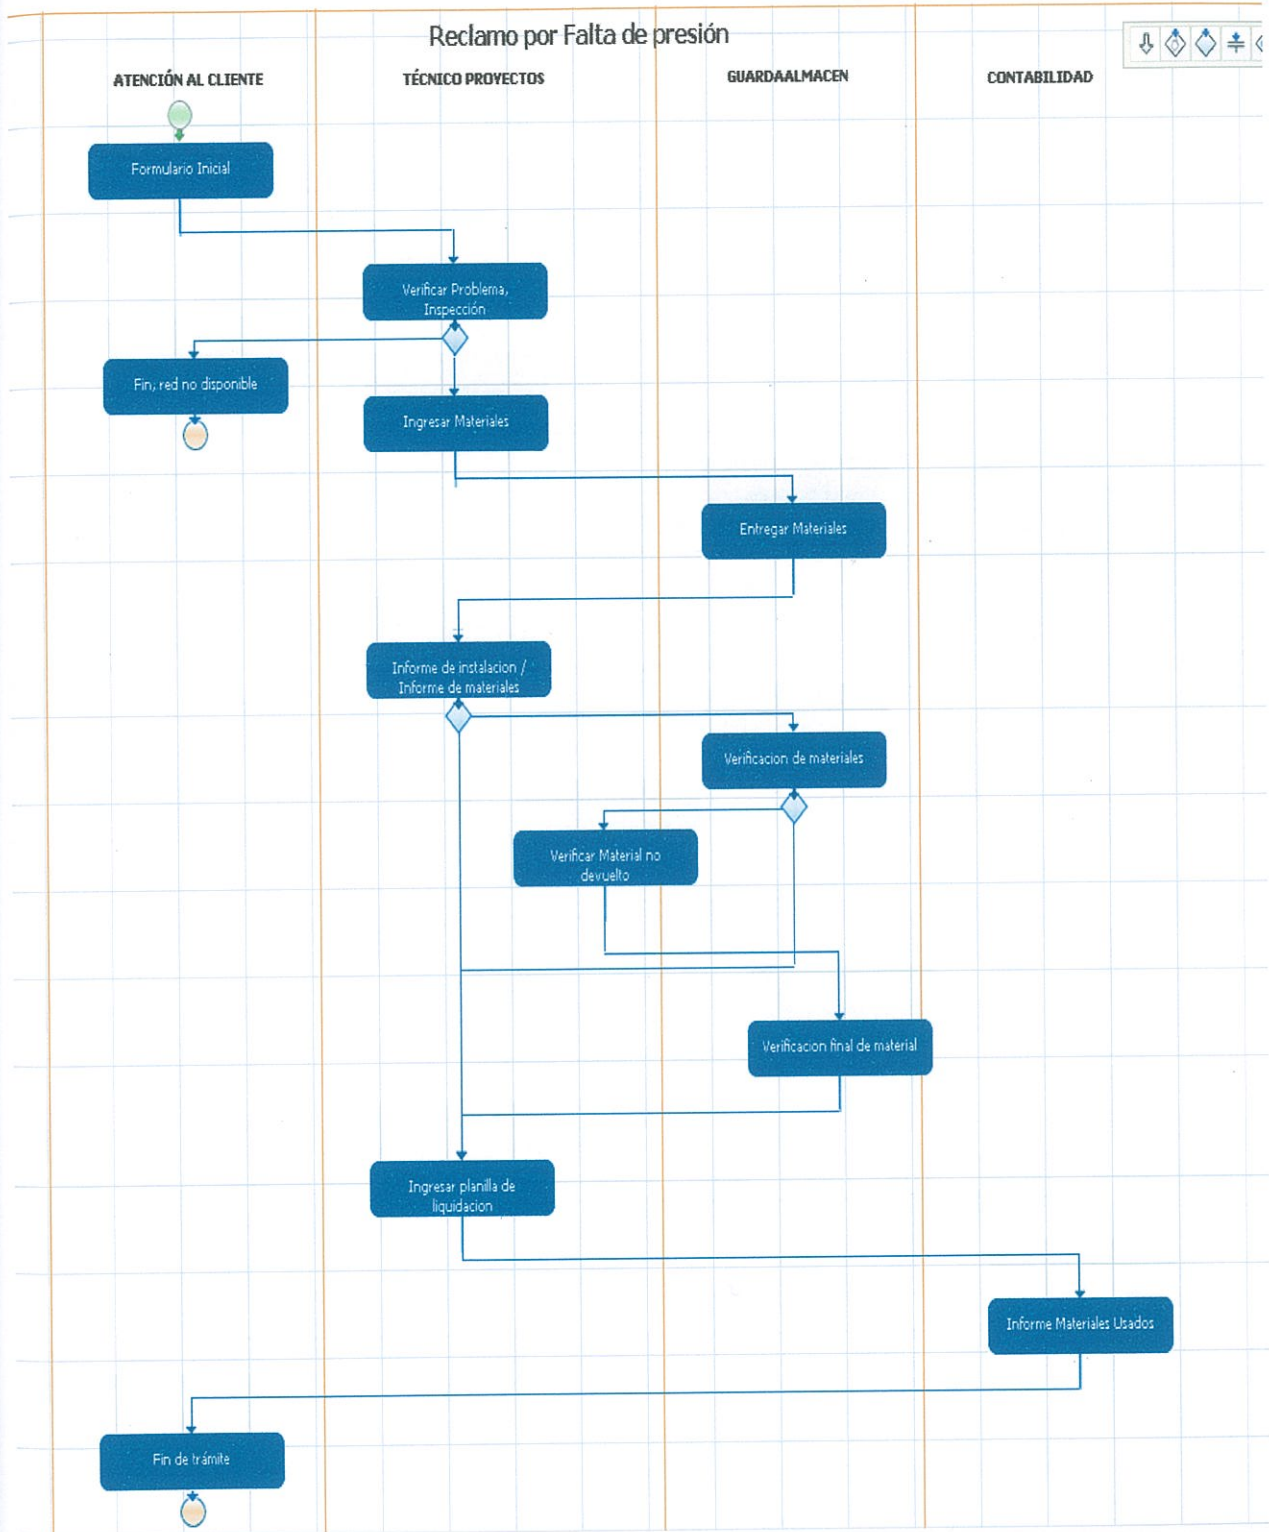 Reclamo por Falta de presión
ATENCIÓN AL CLIENTE
TÉCNICO PROYECTOS
GUARDAALMACEN
CONTABILIDAD
Formulario Inicial
Verificar Problema,
Inspección
Fin, red no disponible
Ingresar Materiales
Entregar Materiales
Informe de instalacion /
Informe de materiales
Verificacion de materiales
Verificar Material no
devuelto
Verificacion final de material
Ingresar planilla de
liquidacion
Informe Materiales Usados
Fin de trámite